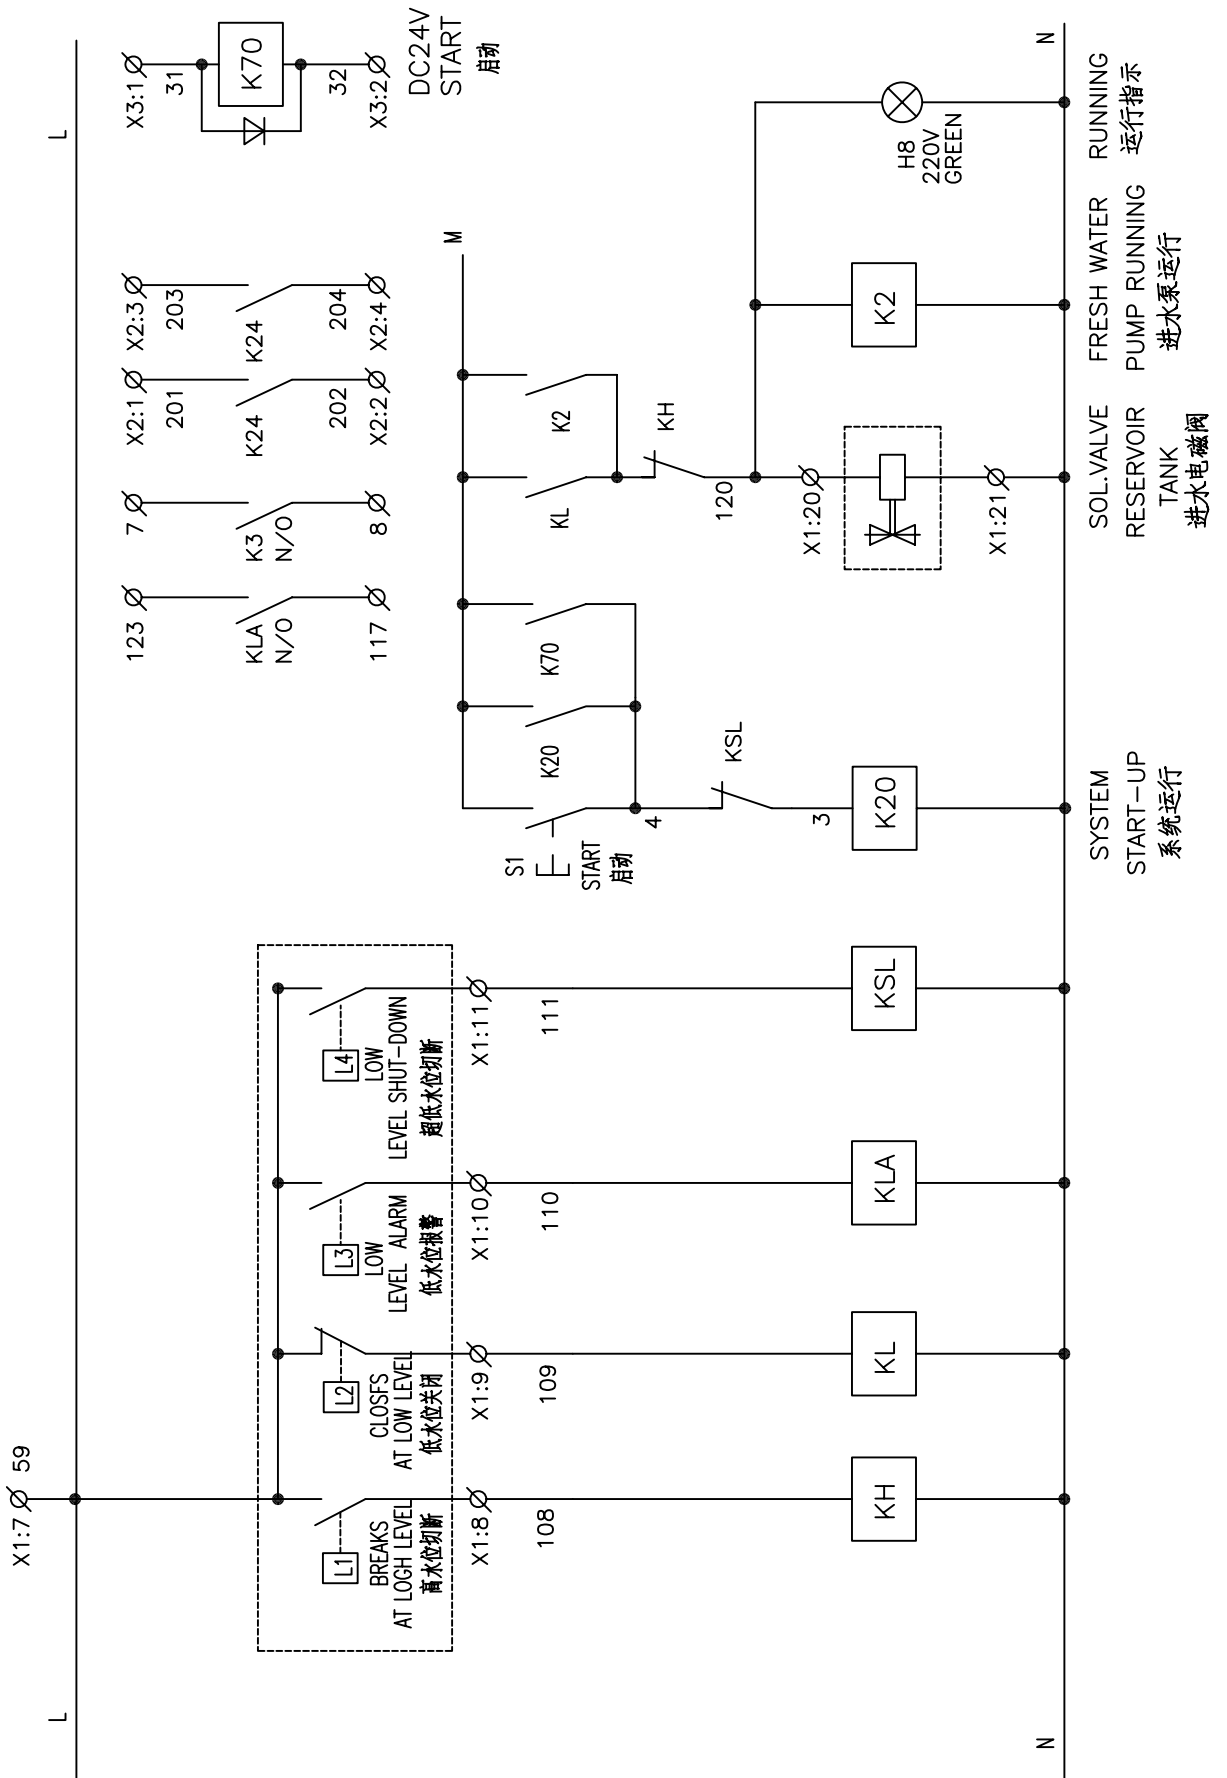 L
X1:7
59
L
L1
BREAKS
AT LOGH LEVEL
高水位切断
X1:8
108
KH
L2
CLOSFS
AT LOW LEVEL
低水位关闭
X1:9
109
KL
L3
LOW
LEVEL ALARM
低水位报警
X1:10
110
KLA
L4
LOW
LEVEL SHUT-DOWN
超低水位切断
X1:11
111
KSL
S1
START
启动
K20
K70
4
KSL
3
K20
SYSTEM
START-UP
系统运行
123
KLA
N/O
117
7
K3
N/O
8
X2:1
201
K24
202
X2:2
X2:3
203
K24
204
X2:4
X3:1
31
K70
32
X3:2
DC24V
START
启动
M
KL
K2
KH
120
X1:20
X1:21
SOL.VALVE
RESERVOIR
TANK
进水电磁阀
K2
FRESH WATER
PUMP RUNNING
进水泵运行
H8
220V
GREEN
RUNNING
运行指示
N
N